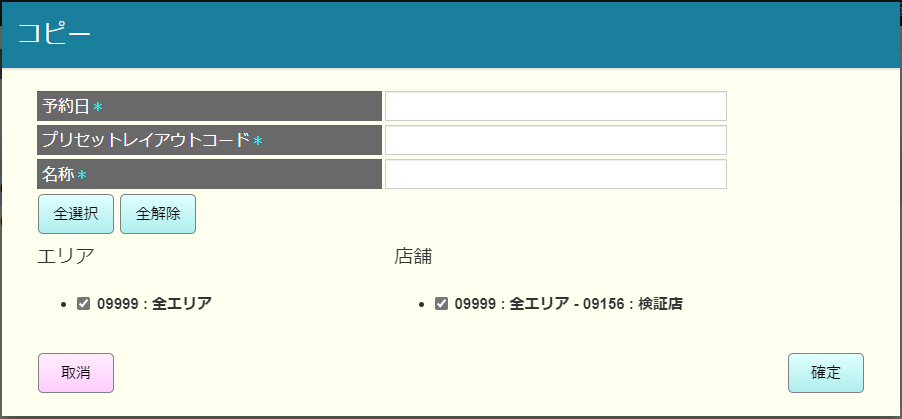 コピー
予約日*
プリセットレイアウトコード*
名称*
全選択 全解除
エリア 店舗
09999 : 全エリア 09999 : 全エリア - 09156 : 検証店
取消 確定